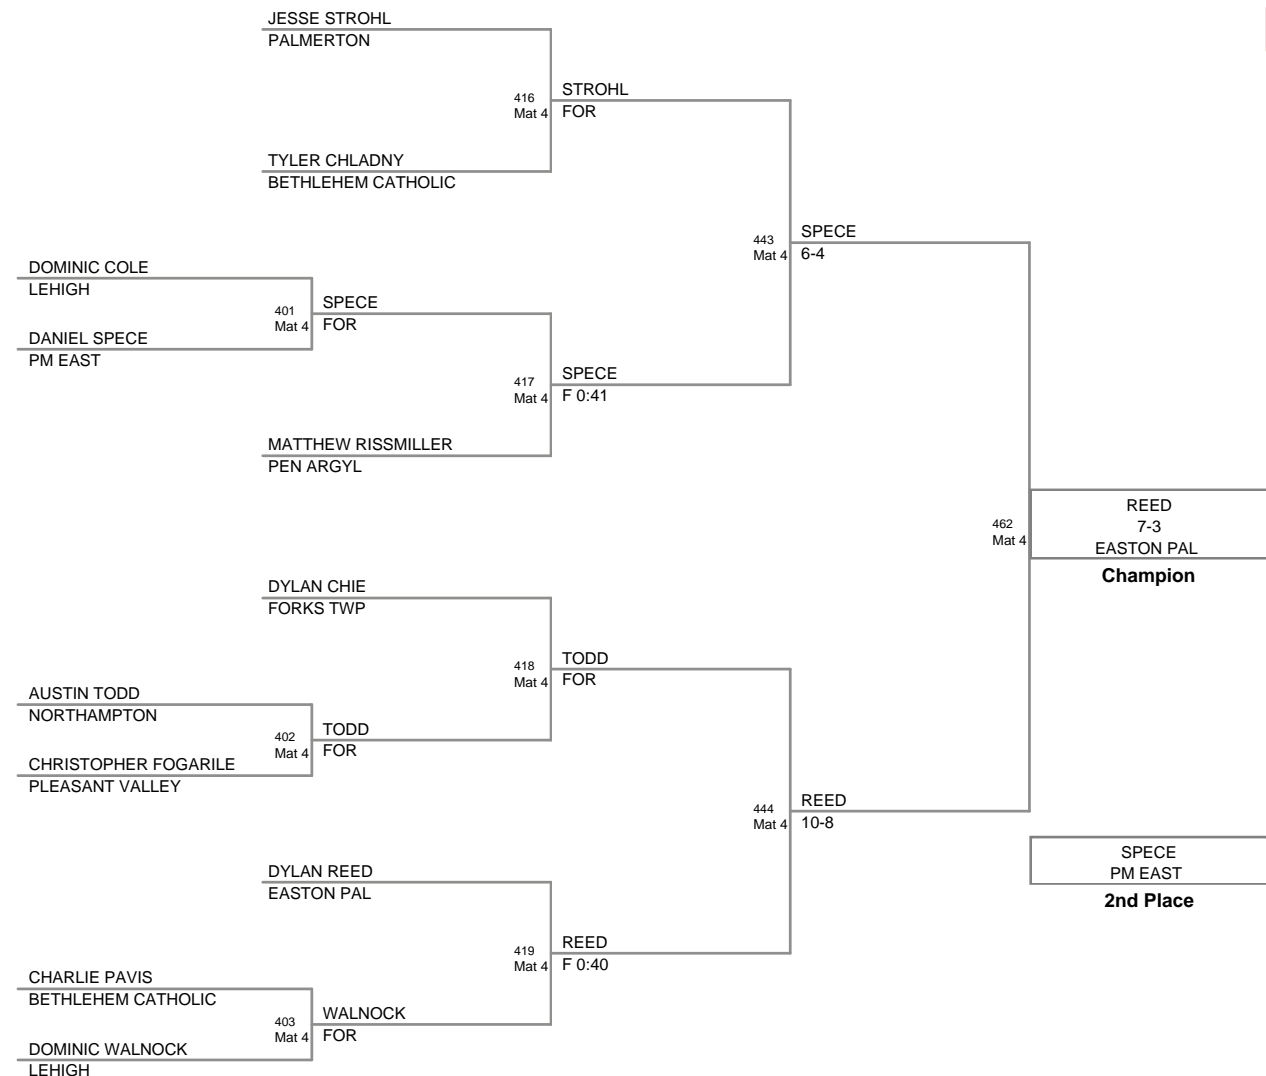 JESSE STROHL
PALMERTON
416
Mat 4
STROHL
FOR
TYLER CHLADNY
BETHLEHEM CATHOLIC
443
Mat 4
SPECE
6-4
DOMINIC COLE
LEHIGH
401
Mat 4
SPECE
FOR
DANIEL SPECE
PM EAST
417
Mat 4
SPECE
F 0:41
MATTHEW RISSMILLER
PEN ARGYL
462
Mat 4
REED
7-3
EASTON PAL
Champion
DYLAN CHIE
FORKS TWP
418
Mat 4
TODD
FOR
AUSTIN TODD
NORTHAMPTON
402
Mat 4
TODD
FOR
CHRISTOPHER FOGARILE
PLEASANT VALLEY
444
Mat 4
REED
10-8
SPECE
PM EAST
2nd Place
DYLAN REED
EASTON PAL
419
Mat 4
REED
F 0:40
CHARLIE PAVIS
BETHLEHEM CATHOLIC
403
Mat 4
WALNOCK
FOR
DOMINIC WALNOCK
LEHIGH